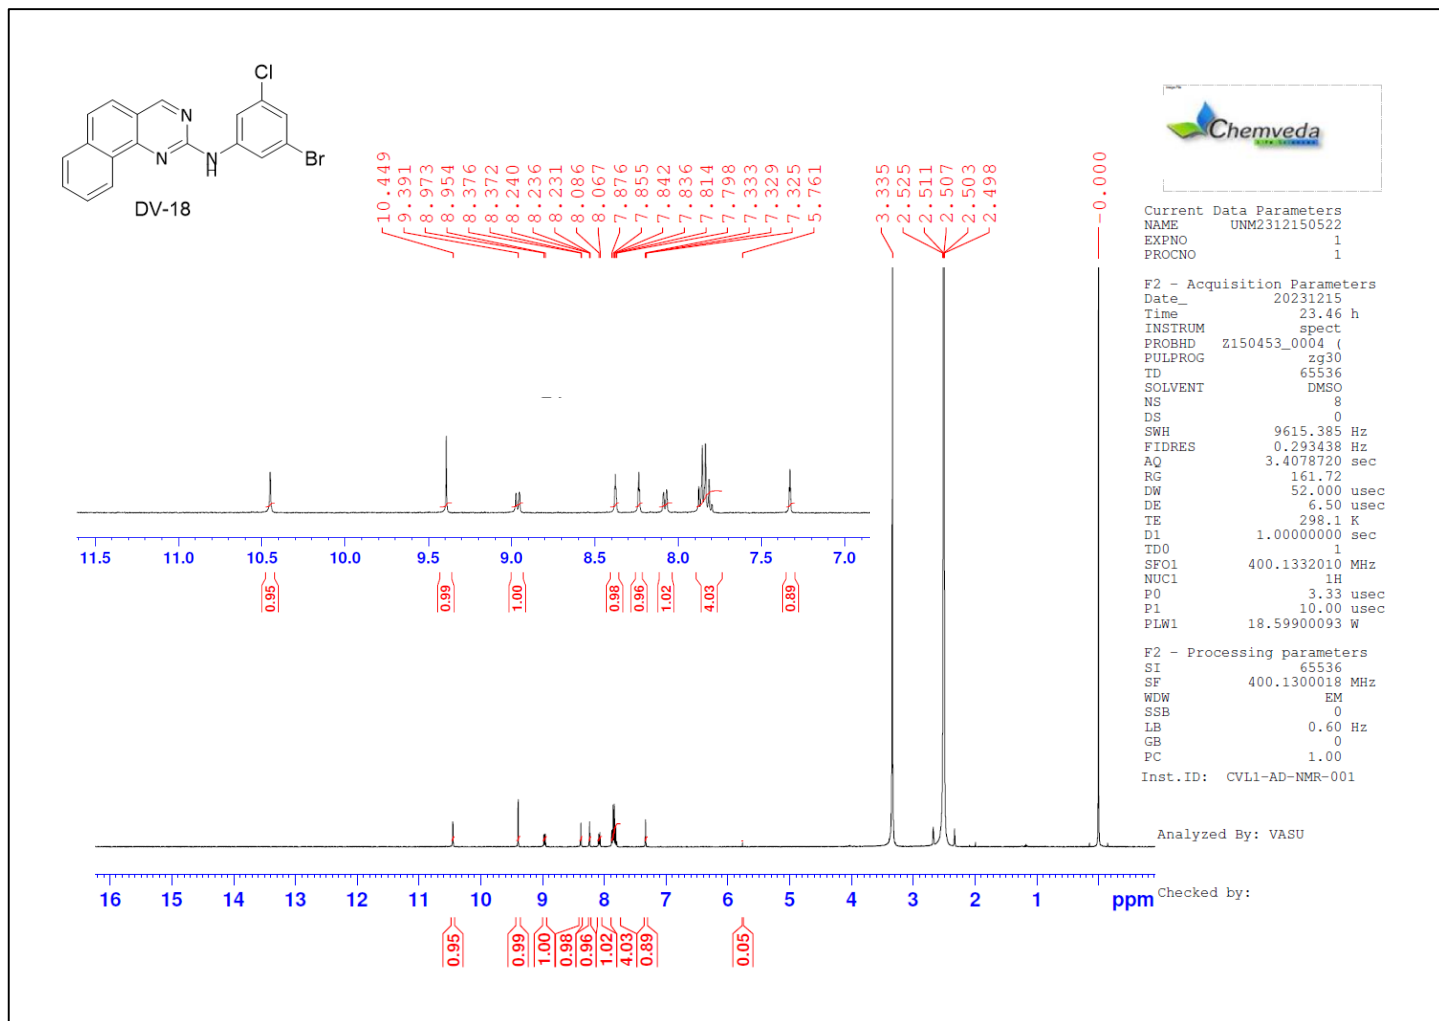 Cl
N
N
N
H
Br
DV-18
10.449
9.391
8.973
8.954
8.376
8.372
8.240
8.236
8.231
8.086
8.067
7.876
7.855
7.842
7.836
7.814
7.798
7.333
7.329
7.325
5.761
3.335
2.525
2.511
2.507
2.503
2.498
-0.000
Chemveda
Life Sciences
Current Data Parameters
NAME UNM2312150522
EXPNO 1
PROCNO 1
F2 - Acquisition Parameters
Date_ 20231215
Time 23.46 h
INSTRUM spect
PROBHD Z150453_0004 (
PULPROG zg30
TD 65536
SOLVENT DMSO
NS 8
DS 0
SWH 9615.385 Hz
FIDRES 0.293438 Hz
AQ 3.4078720 sec
RG 161.72
DW 52.000 usec
DE 6.50 usec
TE 298.1 K
D1 1.00000000 sec
TD0 1
SFO1 400.1332010 MHz
NUC1 1H
P0 3.33 usec
P1 10.00 usec
PLW1 18.59900093 W
F2 - Processing parameters
SI 65536
SF 400.1300018 MHz
WDW EM
SSB 0
LB 0.60 Hz
GB 0
PC 1.00
Inst.ID: CVL1-AD-NMR-001
Analyzed By: VASU
Checked by:
11.5 11.0 10.5 10.0 9.5 9.0 8.5 8.0 7.5 7.0
0.95 0.99 1.00 0.98 0.96 1.02 4.03 0.89
16 15 14 13 12 11 10 9 8 7 6 5 4 3 2 1 ppm
0.95 0.99 1.00 0.98 0.96 1.02 4.03 0.89 0.05